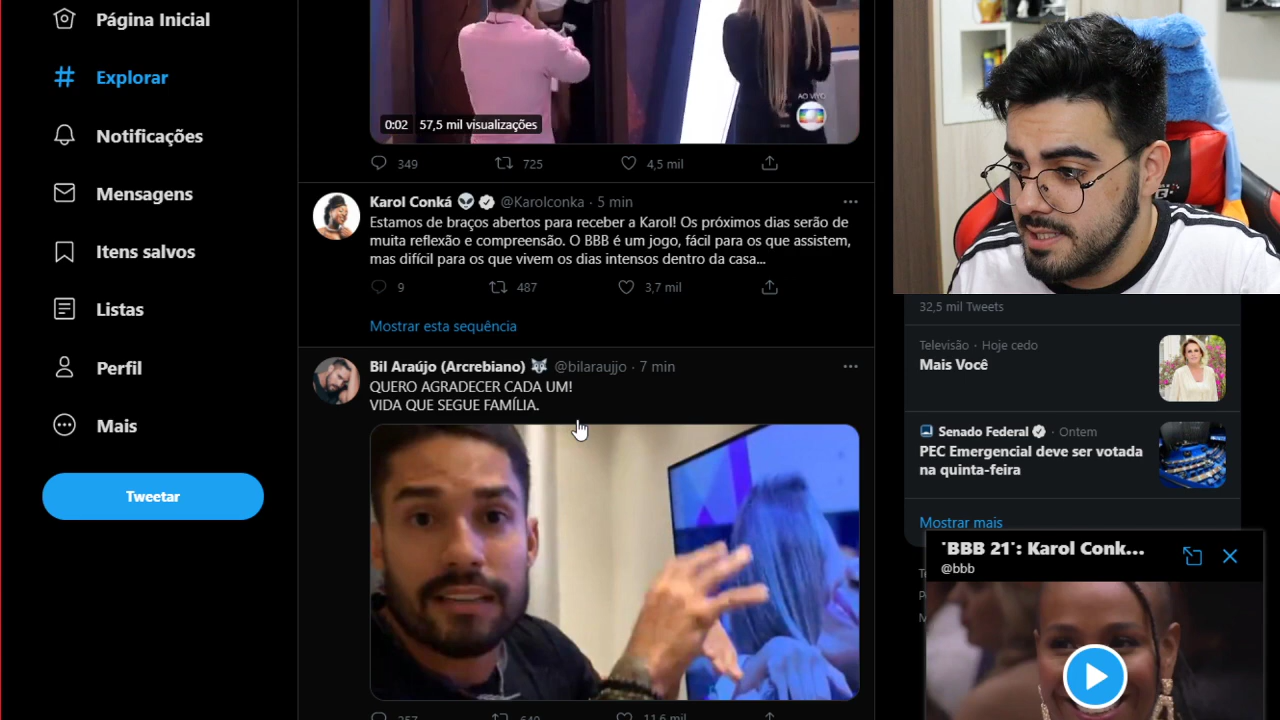 Página Inicial
Explorar
Notificações
Mensagens
Itens salvos
Listas
Perfil
Mais
Tweetar
AO VIVO
0:02 57,5 mil visualizações
349 725 4,5 mil
Karol Conká @Karolconka · 5 min
Estamos de braços abertos para receber a Karol! Os próximos dias serão de
muita reflexão e compreensão. O BBB é um jogo, fácil para os que assistem,
mas difícil para os que vivem os dias intensos dentro da casa...
9 487 3,7 mil
Mostrar esta sequência
Bil Araújo (Arcrebiano) @bilaraujjo · 7 min
QUERO AGRADECER CADA UM!
VIDA QUE SEGUE FAMÍLIA.
32,5 mil Tweets
Televisão · Hoje cedo
Mais Você
Senado Federal · Ontem
PEC Emergencial deve ser votada
na quinta-feira
Mostrar mais
'BBB 21': Karol Conk...
@bbb